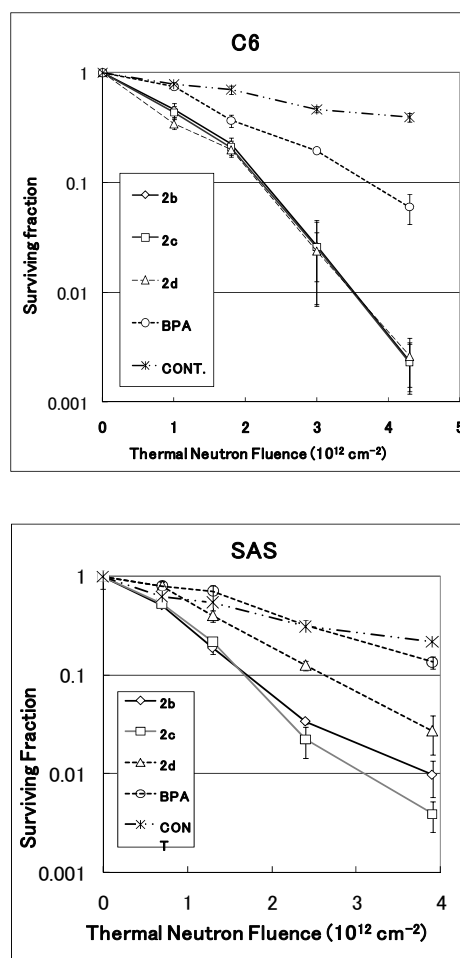 C6
1
0.1
0.01
0.001
Surviving fraction
2b
2c
2d
BPA
CONT.
0 1 2 3 4 5
Thermal Neutron Fluence (10¹² cm⁻²)
SAS
1
0.1
0.01
0.001
Surviving Fraction
2b
2c
2d
BPA
CON
T
0 1 2 3 4
Thermal Neutron Fluence (10¹² cm⁻²)